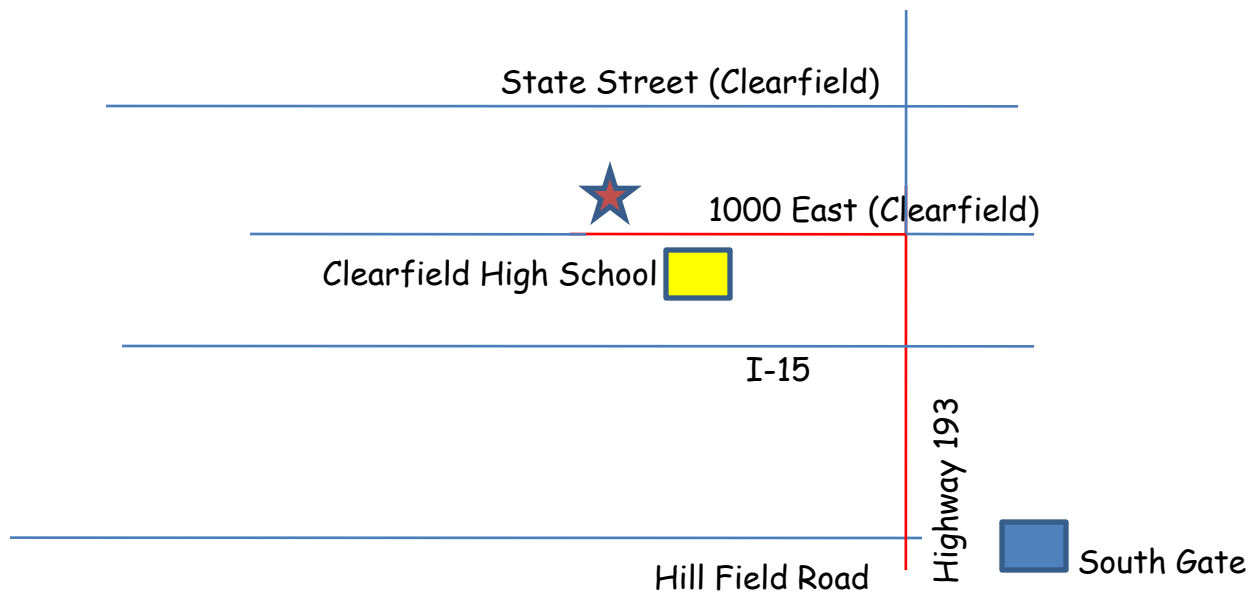 State Street (Clearfield)
1000 East (Clearfield)
Clearfield High School
I-15
Highway 193
South Gate
Hill Field Road